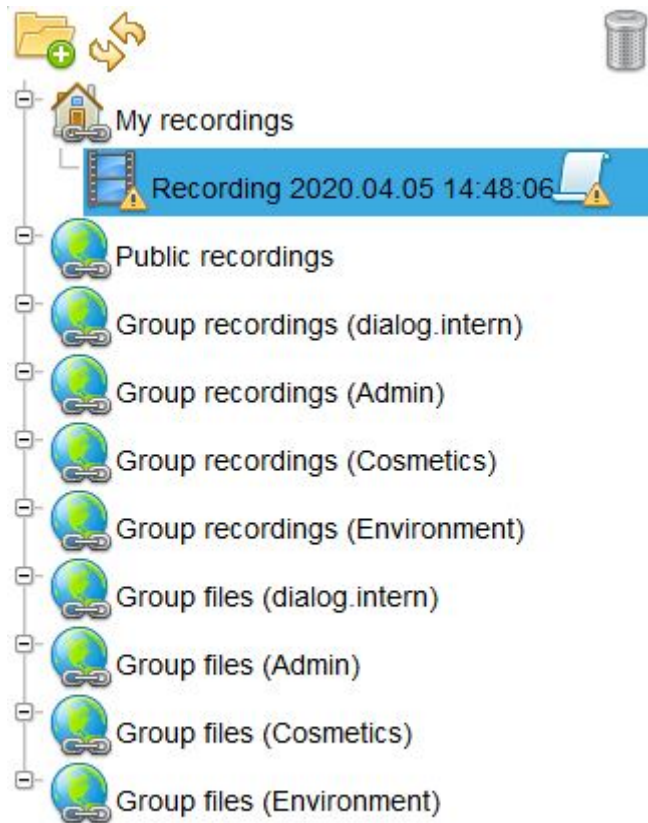 My recordings
Recording 2020.04.05 14:48:06
Public recordings
Group recordings (dialog.intern)
Group recordings (Admin)
Group recordings (Cosmetics)
Group recordings (Environment)
Group files (dialog.intern)
Group files (Admin)
Group files (Cosmetics)
Group files (Environment)